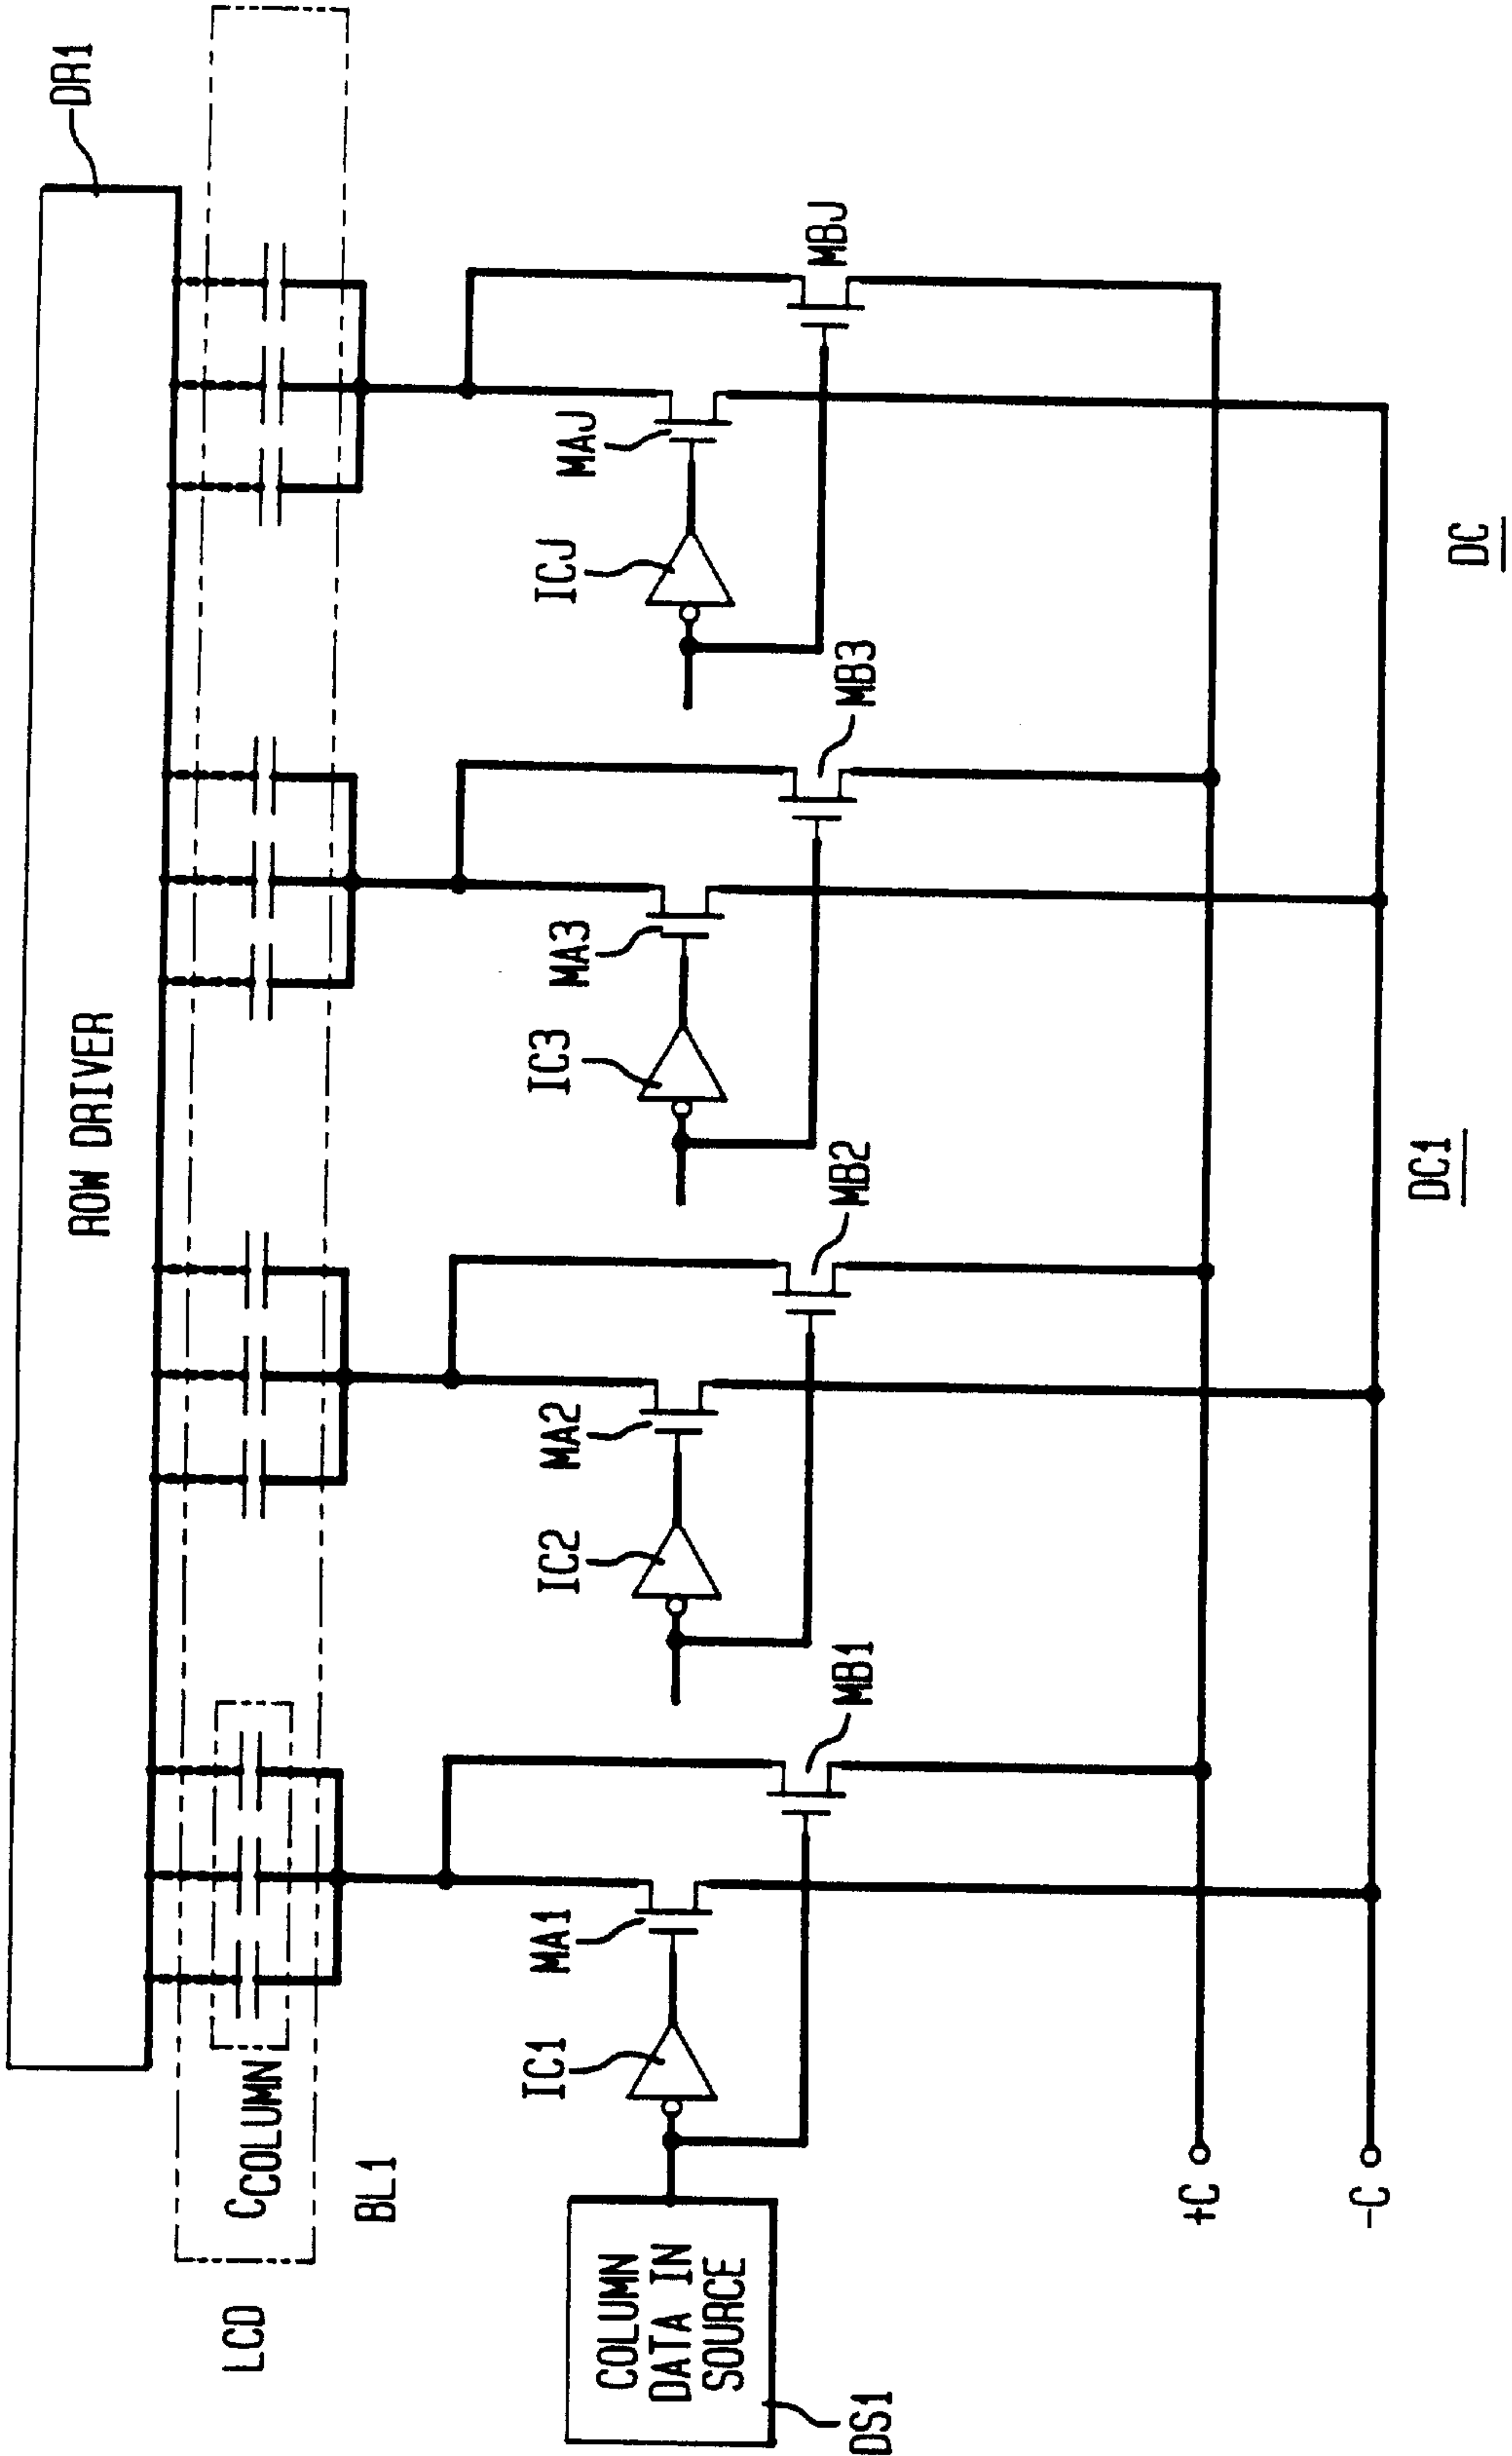 DR1
ROW DRIVER
LCD
CCOLUMN
BL1
IC1
MA1
MB1
IC2
MA2
MB2
IC3
MA3
MB3
ICJ
MAJ
MBJ
COLUMN
DATA IN
SOURCE
DS1
+C
-C
DC1
DC